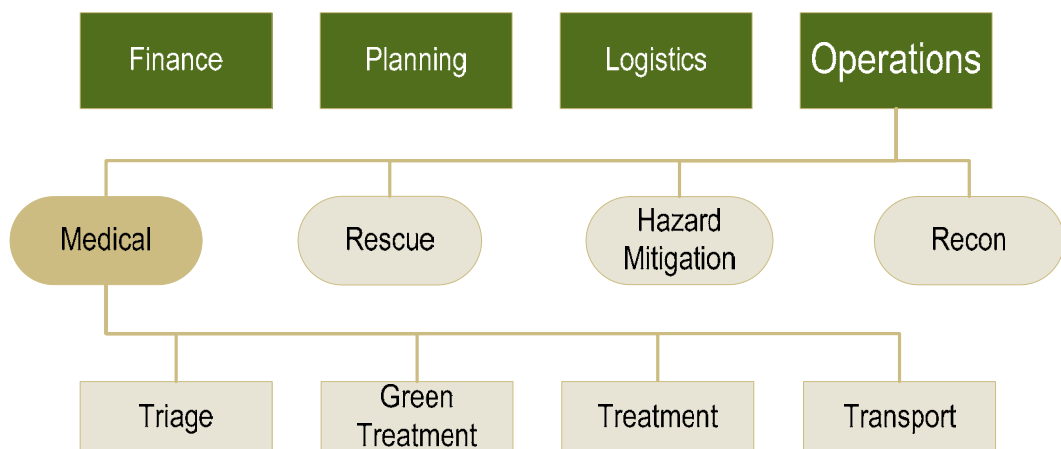 Finance
Planning
Logistics
Operations
Medical
Rescue
Hazard
Mitigation
Recon
Triage
Green
Treatment
Treatment
Transport